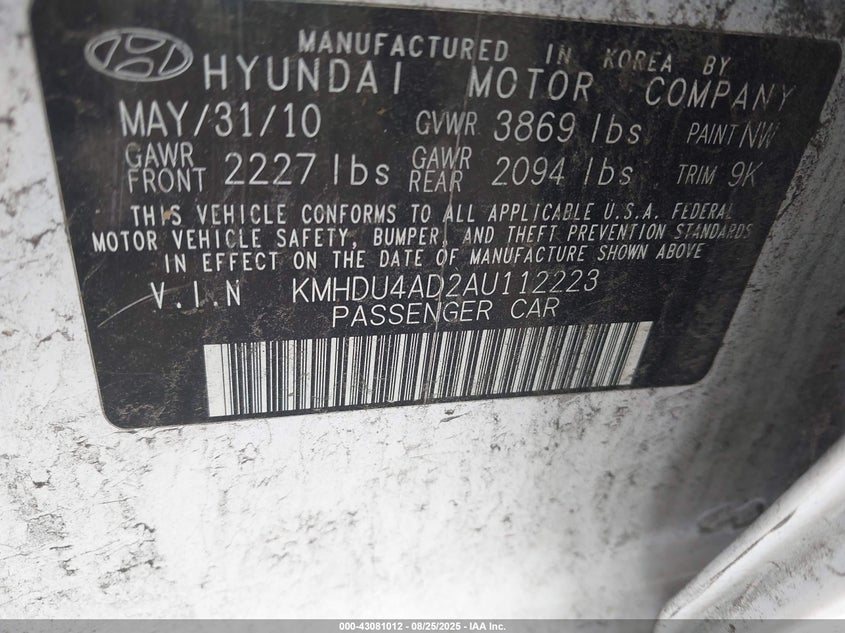 MANUFACTURED IN KOREA BY
HYUNDAI MOTOR COMPANY
MAY/31/10 GVWR 3869 lbs PAINT NW
GAWR FRONT 2227 lbs GAWR REAR 2094 lbs TRIM 9K
THIS VEHICLE CONFORMS TO ALL APPLICABLE U.S.A. FEDERAL
MOTOR VEHICLE SAFETY, BUMPER, AND THEFT PREVENTION STANDARDS
IN EFFECT ON THE DATE OF MANUFACTURE SHOWN ABOVE
V.I.N KMHDU4AD2AU112223
PASSENGER CAR
000-43081012 - 08/25/2025 - IAA Inc.